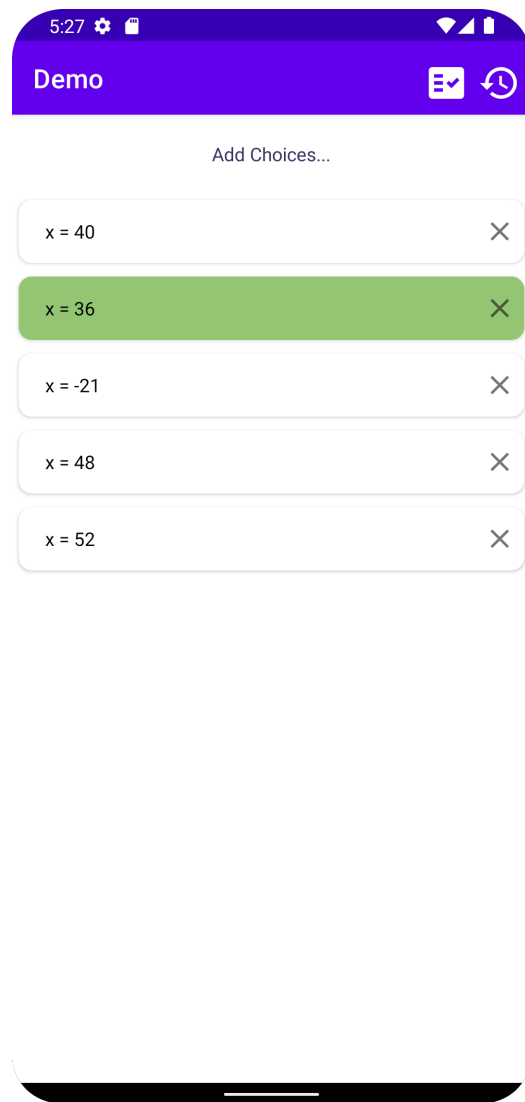 5:27
Demo
Add Choices...
x = 40
x = 36
x = -21
x = 48
x = 52